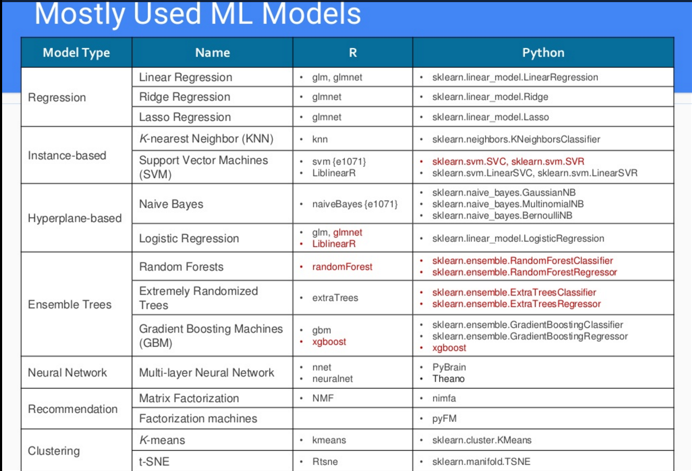 Mostly Used ML Models
Model Type Name R Python
Regression
Linear Regression
• glm, glmnet
• sklearn.linear_model.LinearRegression
Ridge Regression
• glmnet
• sklearn.linear_model.Ridge
Lasso Regression
• glmnet
• sklearn.linear_model.Lasso
Instance-based
K-nearest Neighbor (KNN)
• knn
• sklearn.neighbors.KNeighborsClassifier
Support Vector Machines
(SVM)
• svm {e1071}
• LiblinearR
• sklearn.svm.SVC, sklearn.svm.SVR
• sklearn.svm.LinearSVC, sklearn.svm.LinearSVR
Hyperplane-based
Naive Bayes
• naiveBayes {e1071}
• sklearn.naive_bayes.GaussianNB
• sklearn.naive_bayes.MultinomialNB
• sklearn.naive_bayes.BernoulliNB
Logistic Regression
• glm, glmnet
• LiblinearR
• sklearn.linear_model.LogisticRegression
Ensemble Trees
Random Forests
• randomForest
• sklearn.ensemble.RandomForestClassifier
• sklearn.ensemble.RandomForestRegressor
Extremely Randomized
Trees
• extraTrees
• sklearn.ensemble.ExtraTreesClassifier
• sklearn.ensemble.ExtraTreesRegressor
Gradient Boosting Machines
(GBM)
• gbm
• xgboost
• sklearn.ensemble.GradientBoostingClassifier
• sklearn.ensemble.GradientBoostingRegressor
• xgboost
Neural Network
Multi-layer Neural Network
• nnet
• neuralnet
• PyBrain
• Theano
Recommendation
Matrix Factorization
• NMF
• nimfa
Factorization machines
• pyFM
Clustering
K-means
• kmeans
• sklearn.cluster.KMeans
t-SNE
• Rtsne
• sklearn.manifold.TSNE